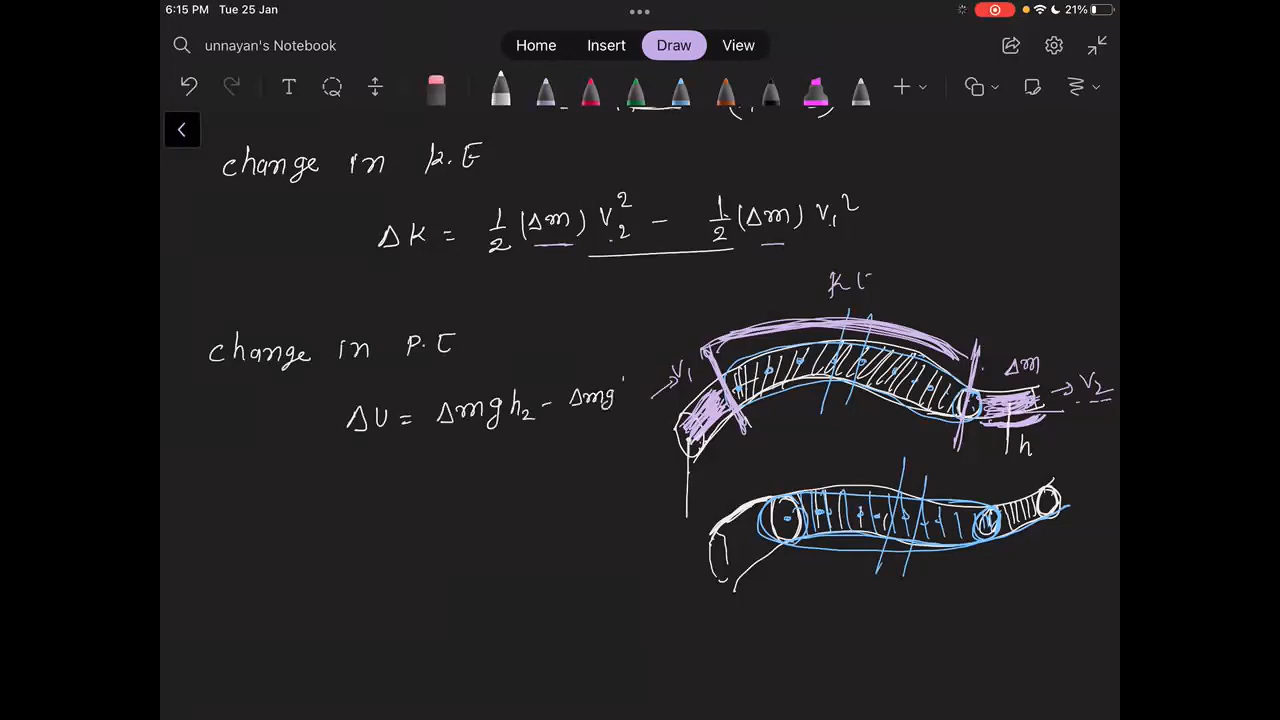 6:15 PM Tue 25 Jan
21%
unnayan's Notebook
Home Insert Draw View
T
change in K.E
ΔK = 1/2 (Δm) V₂² - 1/2 (Δm) V₁²
K E
change in P.E
V₁
Δm
V₂
ΔU = Δmgh₂ - Δmg
h